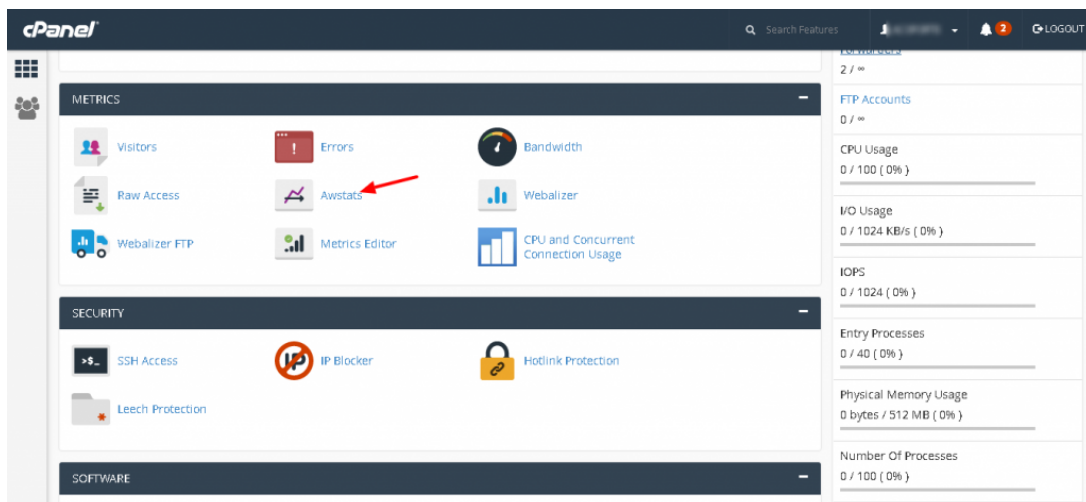 cPanel
Search Features
2
LOGOUT
METRICS
Visitors
Errors
Bandwidth
Raw Access
Awstats
Webalizer
Webalizer FTP
Metrics Editor
CPU and Concurrent
Connection Usage
SECURITY
>$_
SSH Access
IP
IP Blocker
Hotlink Protection
Leech Protection
SOFTWARE
Forwarders
2 / ∞
FTP Accounts
0 / ∞
CPU Usage
0 / 100 ( 0% )
I/O Usage
0 / 1024 KB/s ( 0% )
IOPS
0 / 1024 ( 0% )
Entry Processes
0 / 40 ( 0% )
Physical Memory Usage
0 bytes / 512 MB ( 0% )
Number Of Processes
0 / 100 ( 0% )